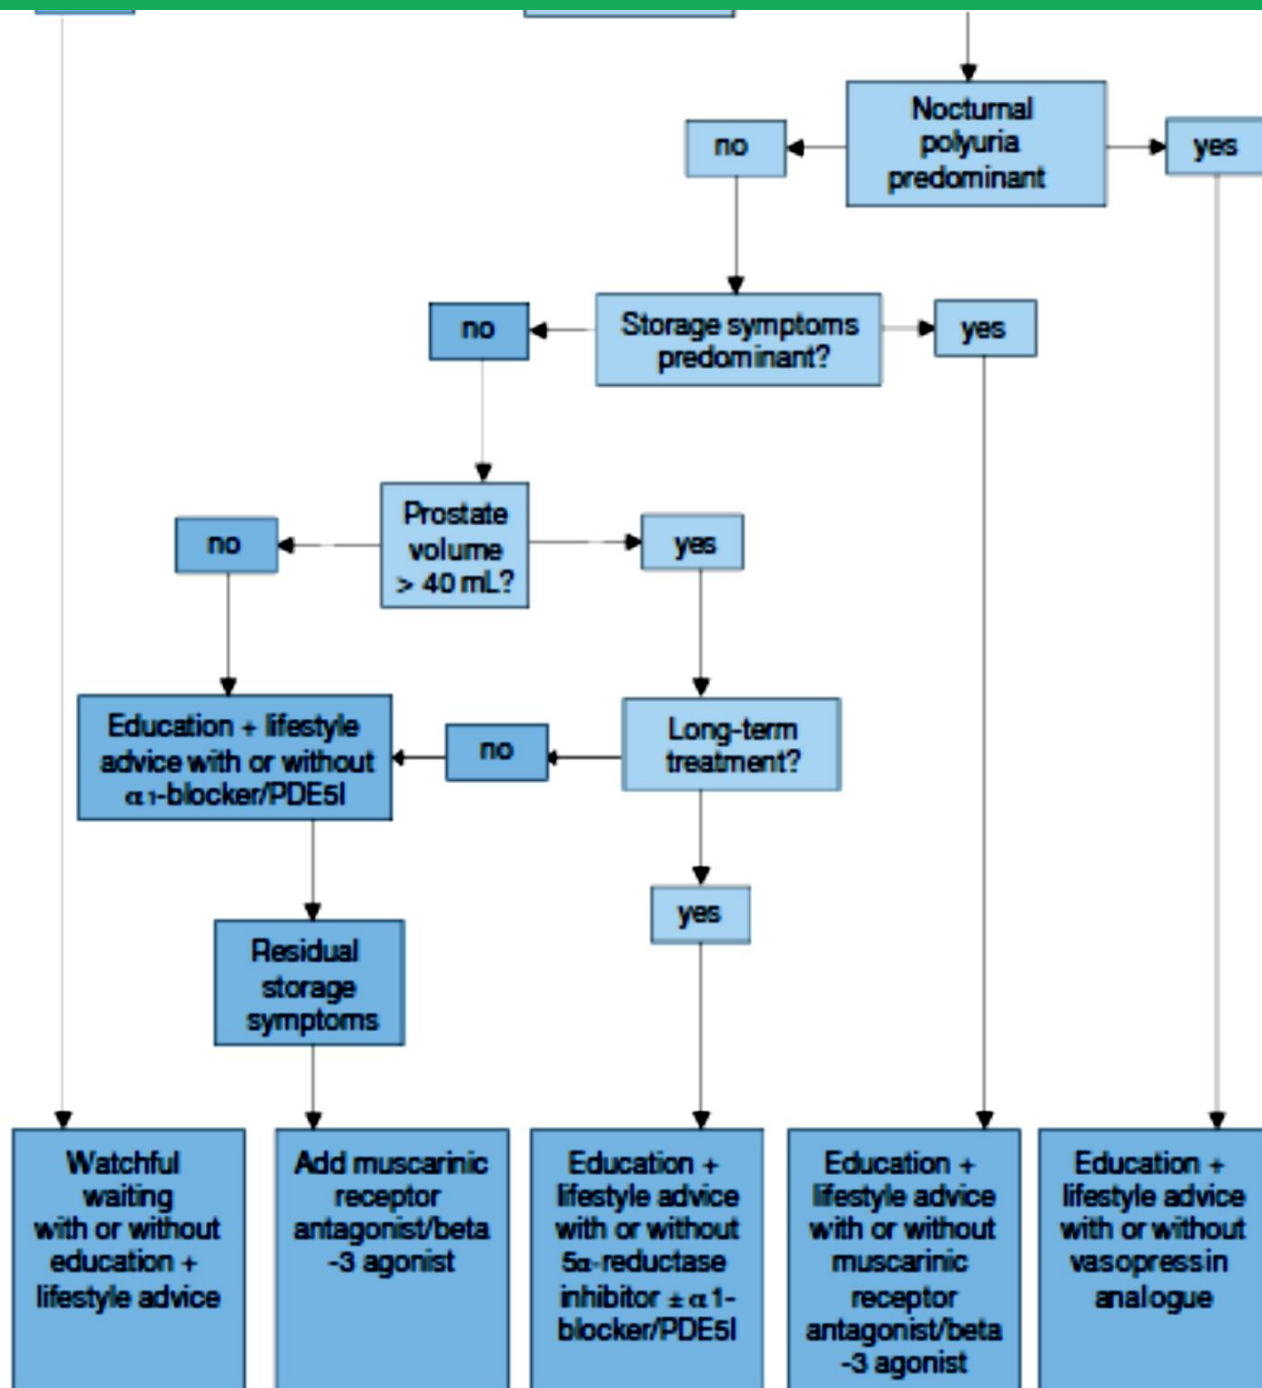 Nocturnal
polyuria
predominant
no
yes
Storage symptoms
predominant?
no
yes
Prostate
volume
> 40 mL?
no
yes
Education + lifestyle
advice with or without
α1-blocker/PDE5I
no
Long-term
treatment?
yes
Residual
storage
symptoms
Watchful
waiting
with or without
education +
lifestyle advice
Add muscarinic
receptor
antagonist/beta
-3 agonist
Education +
lifestyle advice
with or without
5α-reductase
inhibitor ± α1-
blocker/PDE5I
Education +
lifestyle advice
with or without
muscarinic
receptor
antagonist/beta
-3 agonist
Education +
lifestyle advice
with or without
vasopressin
analogue